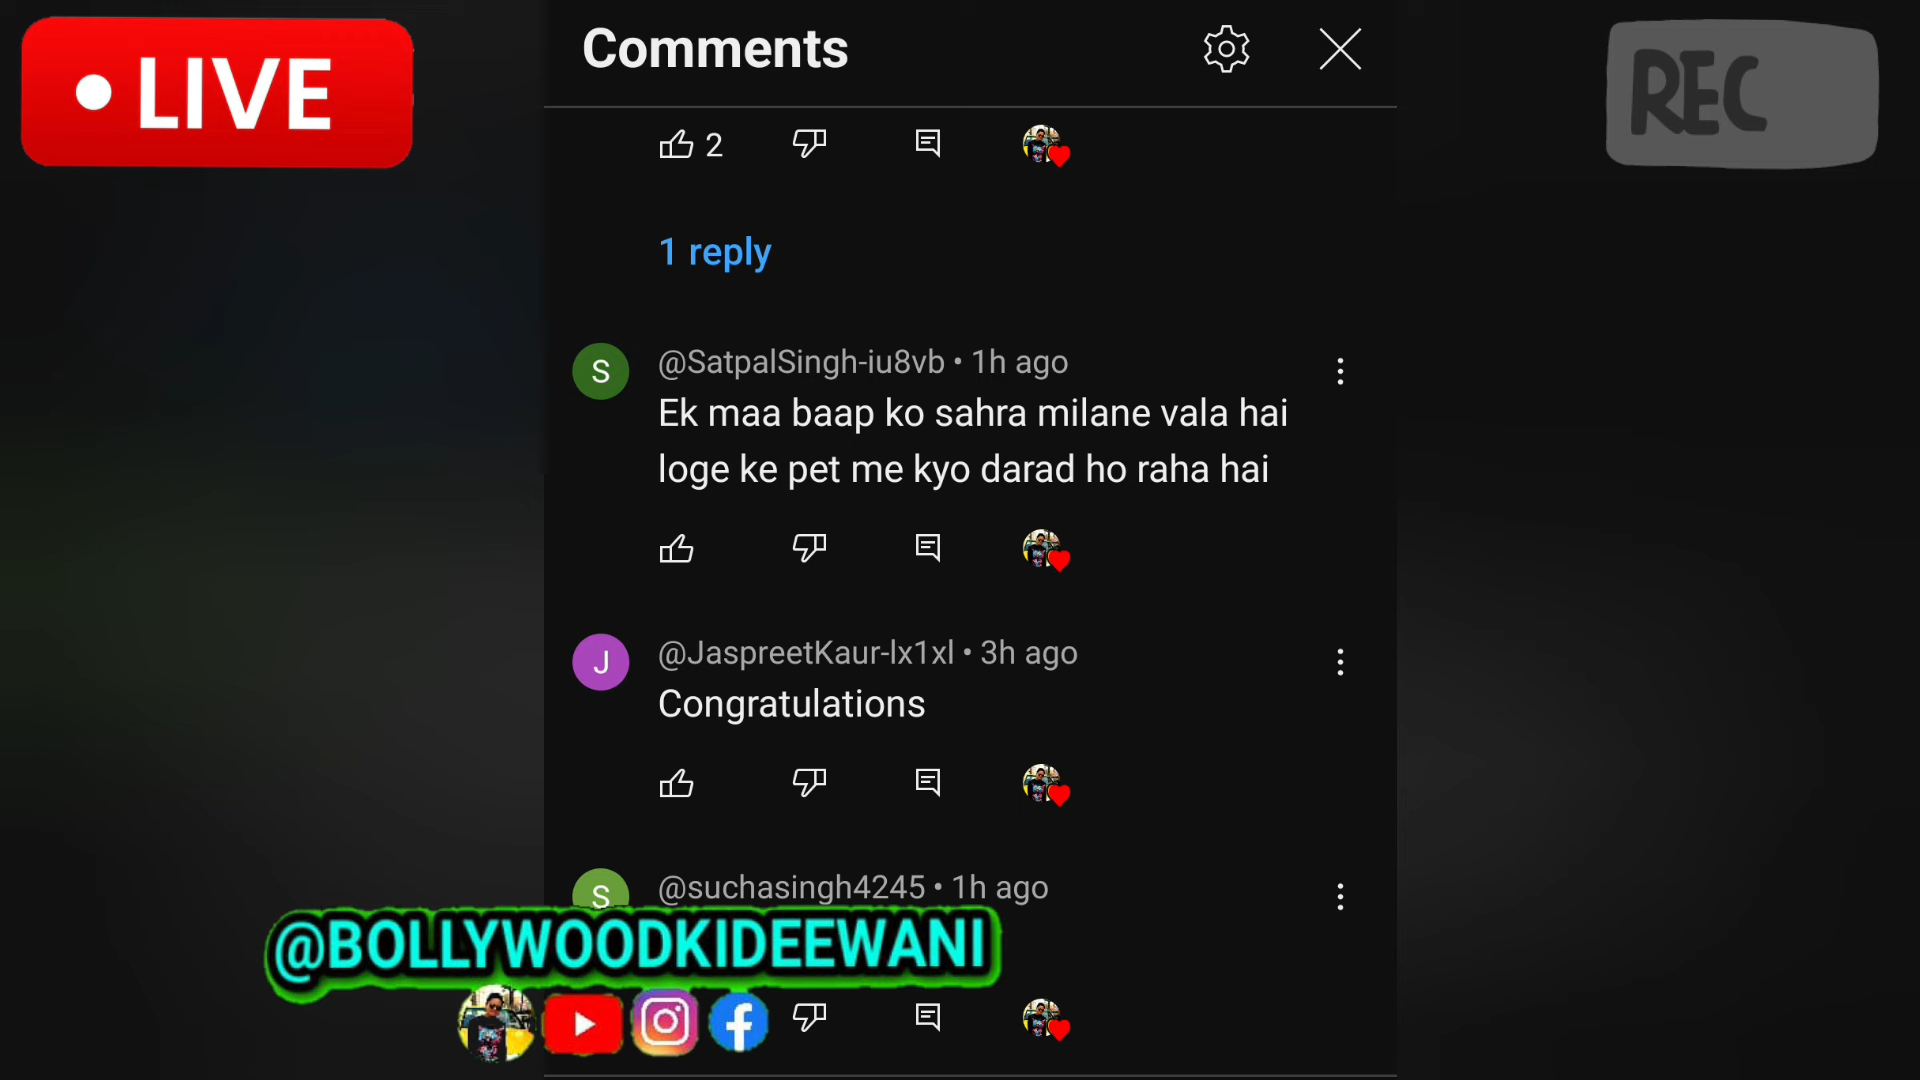 LIVE
Comments
REC
2
1 reply
S
@SatpalSingh-iu8vb • 1h ago
Ek maa baap ko sahra milane vala hai
loge ke pet me kyo darad ho raha hai
J
@JaspreetKaur-lx1xl • 3h ago
Congratulations
S
@suchasingh4245 • 1h ago
@BOLLYWOODKIDEEWANI